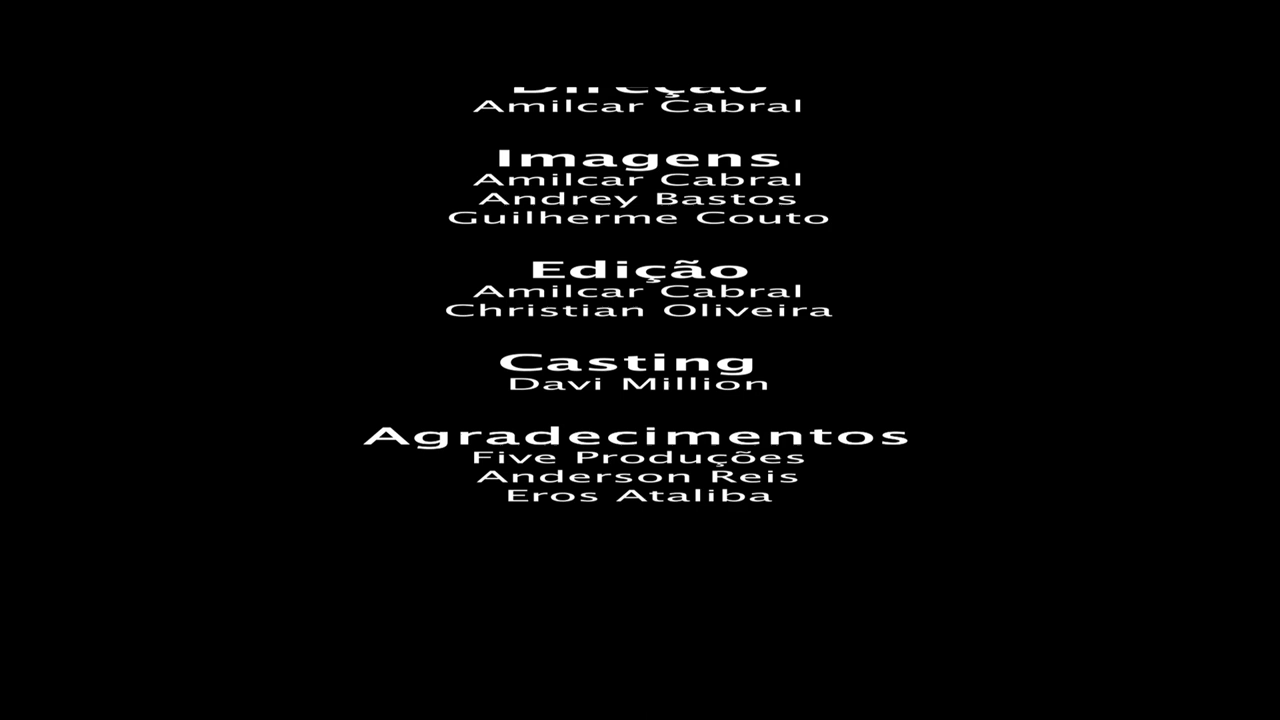 Direção
Amilcar Cabral
Imagens
Amilcar Cabral
Andrey Bastos
Guilherme Couto
Edição
Amilcar Cabral
Christian Oliveira
Casting
Davi Million
Agradecimentos
Five Produções
Anderson Reis
Eros Ataliba